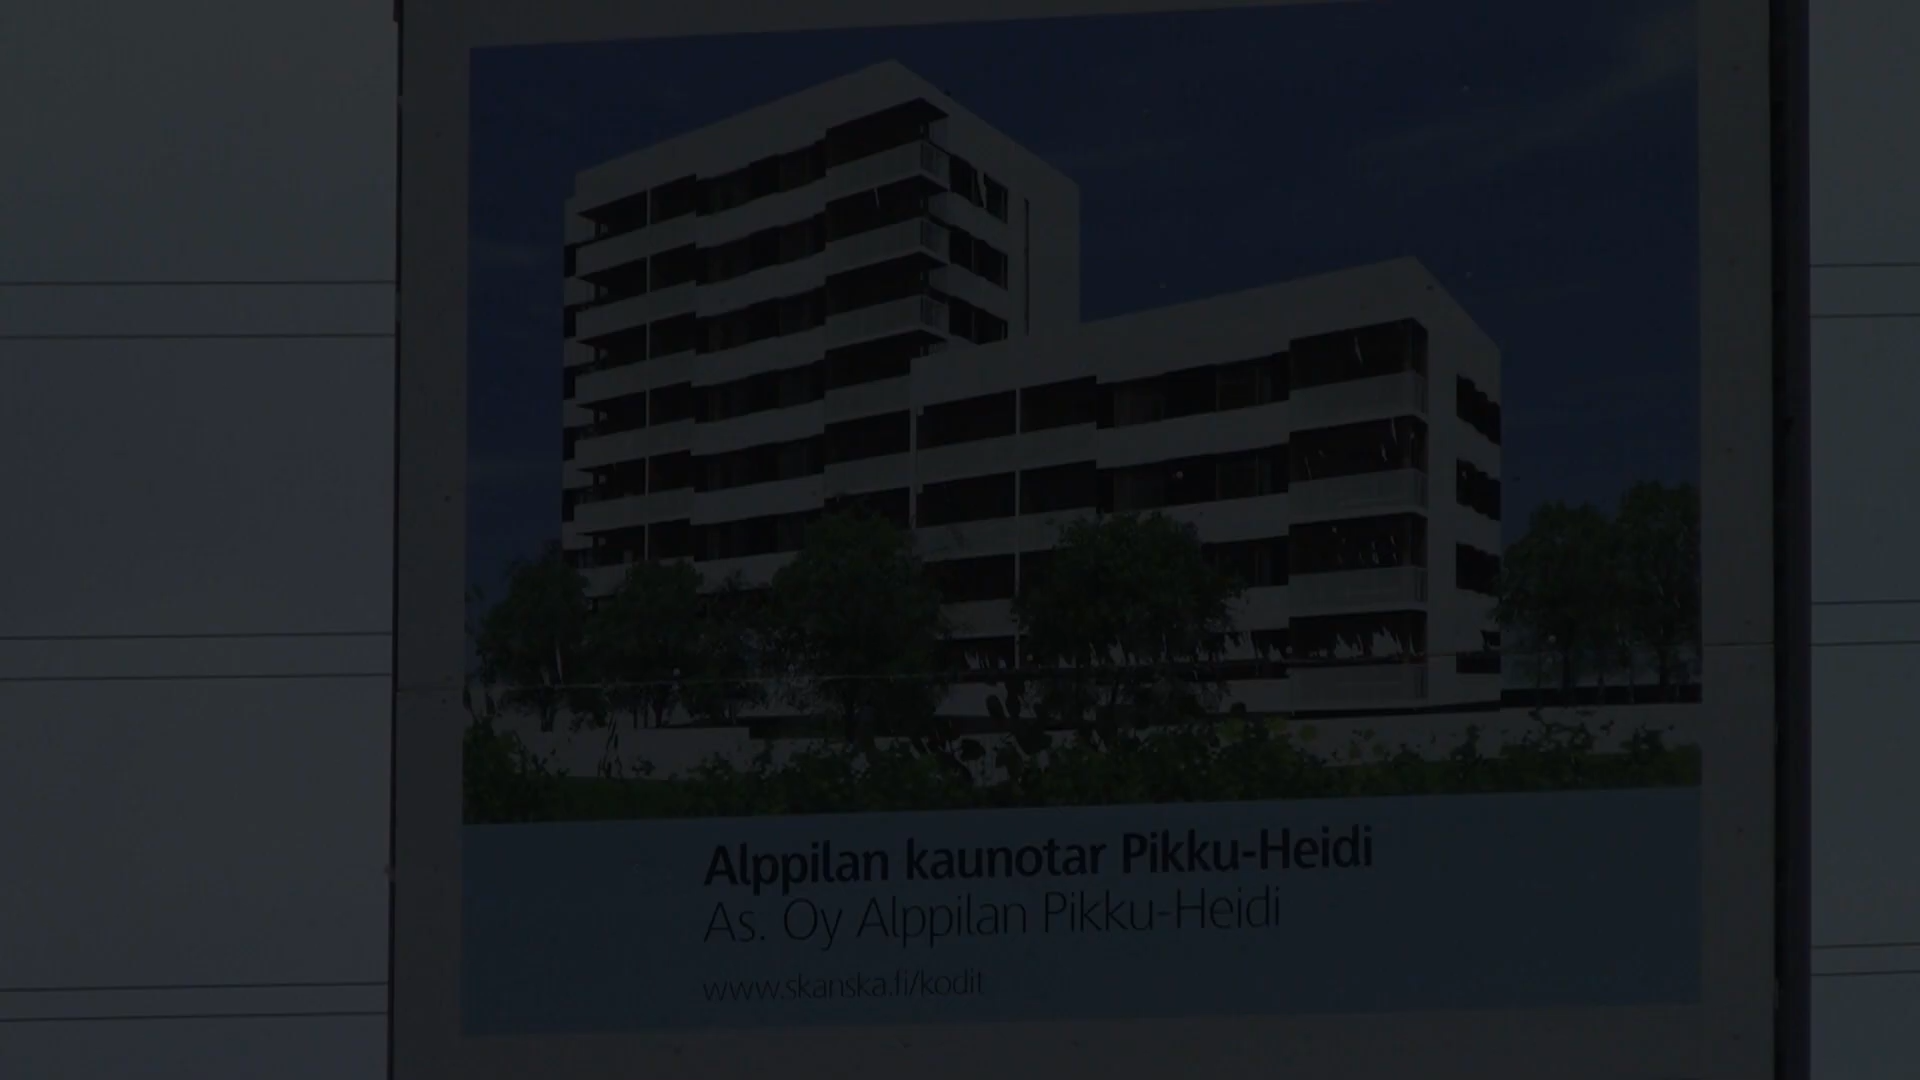 Alppilan kaunotar Pikku-Heidi
As. Oy Alppilan Pikku-Heidi
www.skanska.fi/kodit